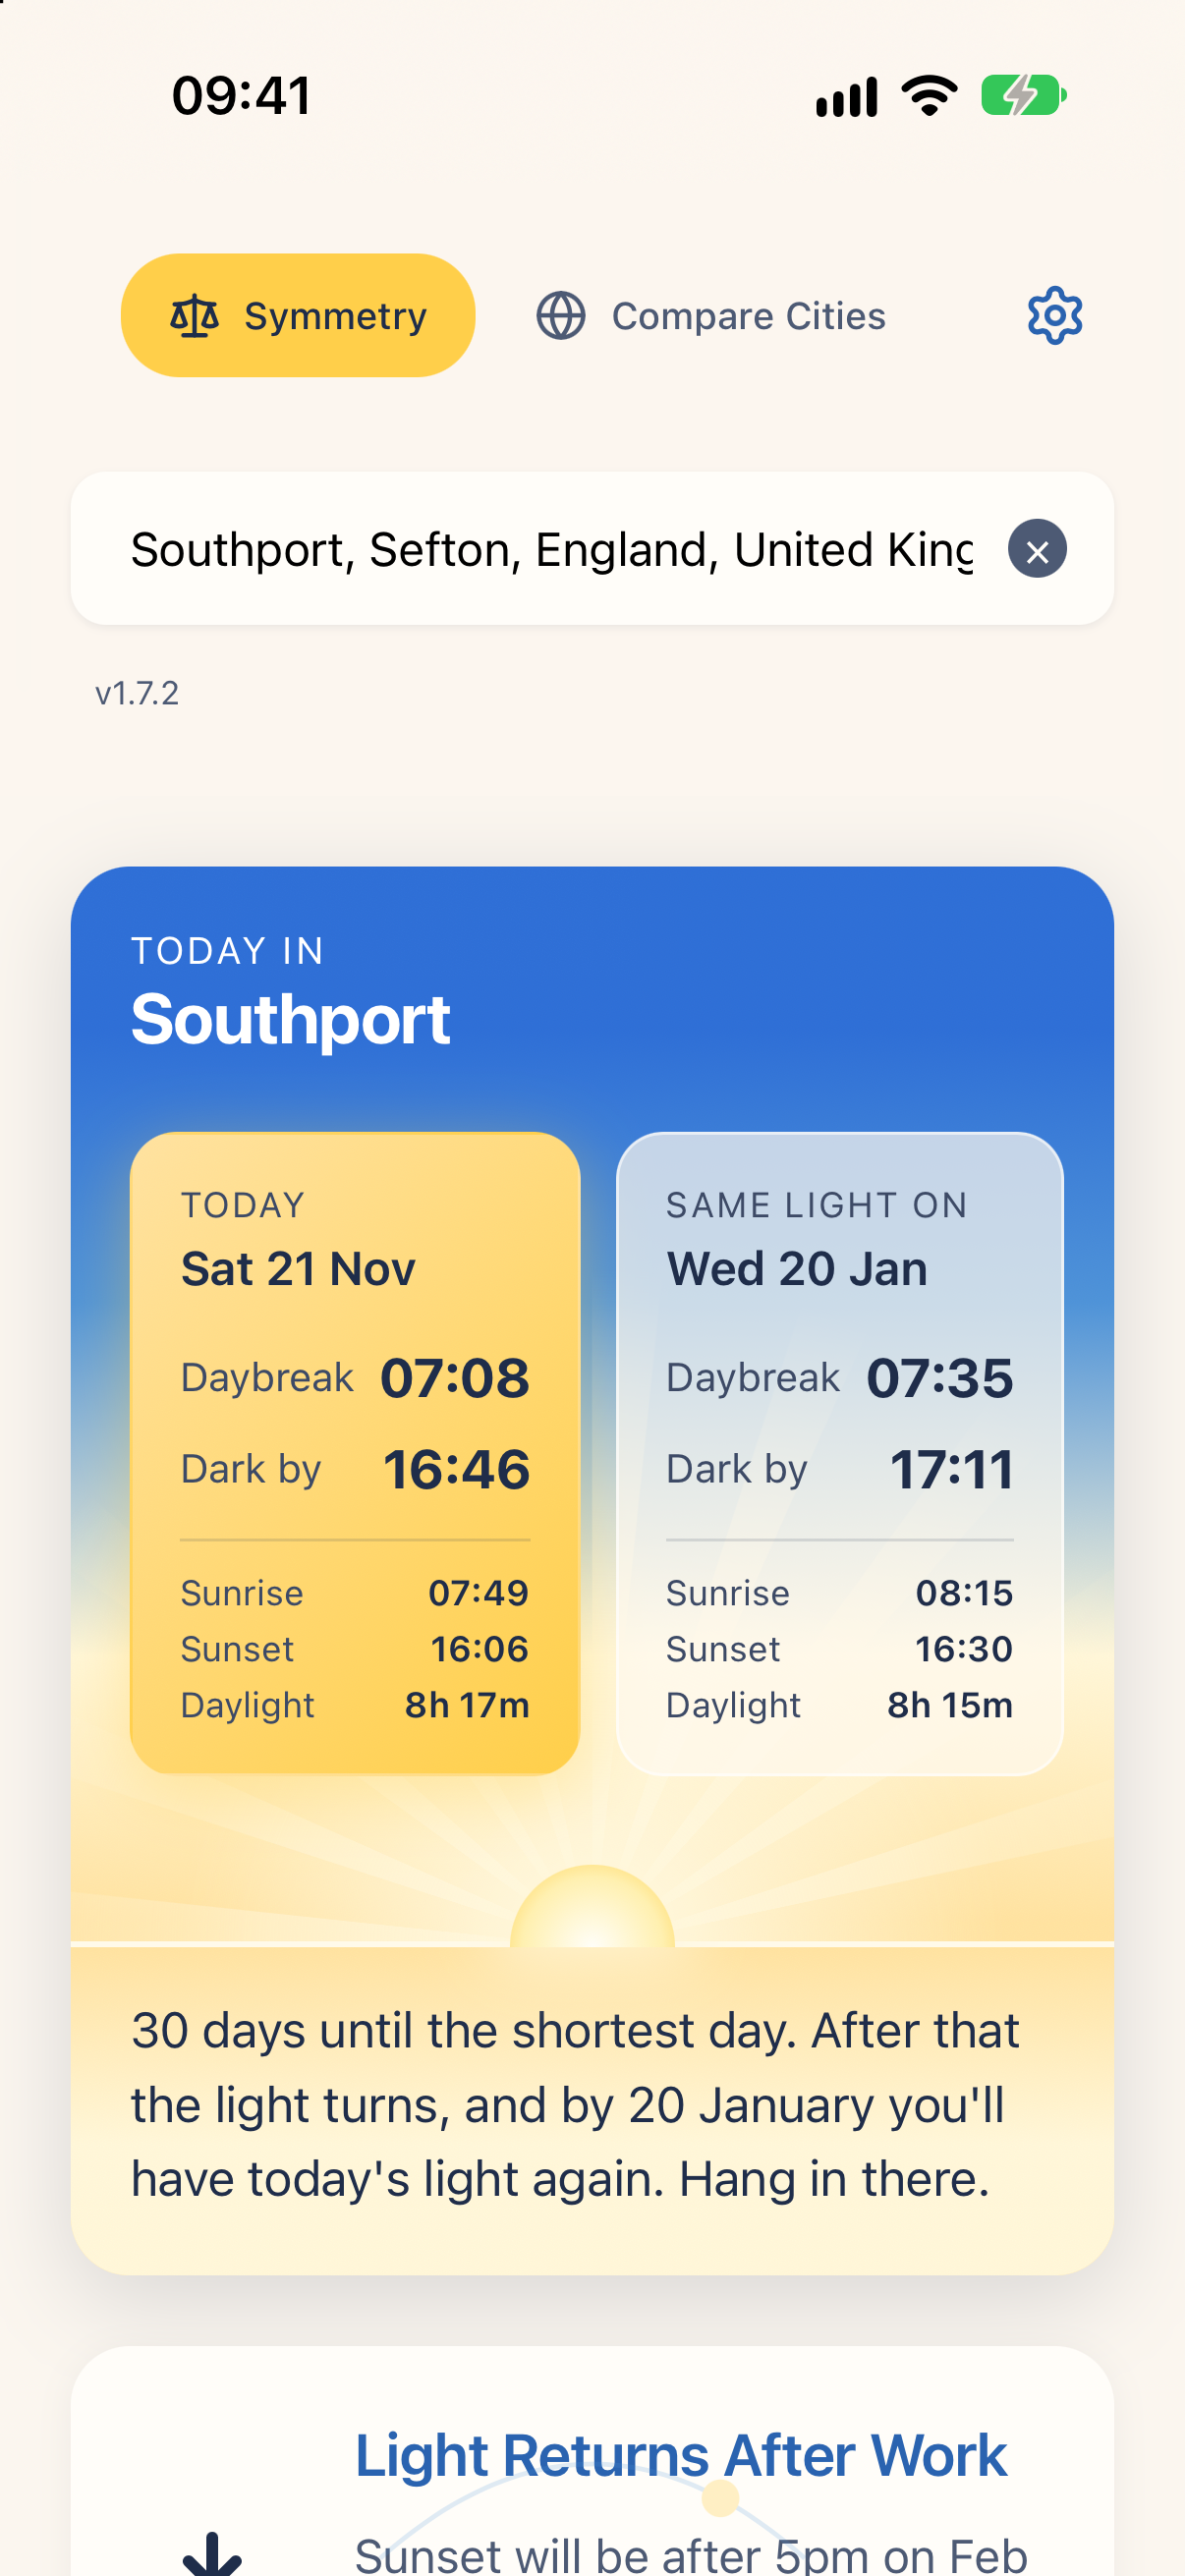 09:41
Symmetry
Compare Cities
Southport, Sefton, England, United King
v1.7.2
TODAY IN
Southport
TODAY
Sat 21 Nov
Daybreak 07:08
Dark by 16:46
Sunrise 07:49
Sunset 16:06
Daylight 8h 17m
SAME LIGHT ON
Wed 20 Jan
Daybreak 07:35
Dark by 17:11
Sunrise 08:15
Sunset 16:30
Daylight 8h 15m
30 days until the shortest day. After that
the light turns, and by 20 January you'll
have today's light again. Hang in there.
Light Returns After Work
Sunset will be after 5pm on Feb